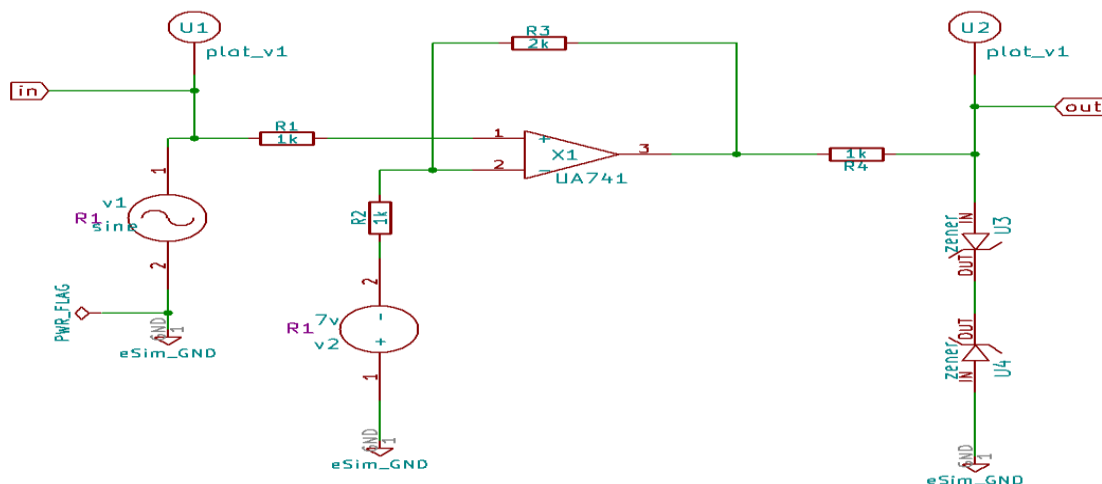 U1
plot_v1
in
R1
1k
1
v1
R1
sine
2
PWR_FLAG
GND
1
eSim_GND
R3
2k
1
+
X1
3
2
-
UA741
R2
1k
2
7v
-
R1
v2
+
1
GND
1
eSim_GND
U2
plot_v1
out
1k
R4
IN
zener
U3
OUT
OUT
zener
U4
IN
GND
1
eSim_GND